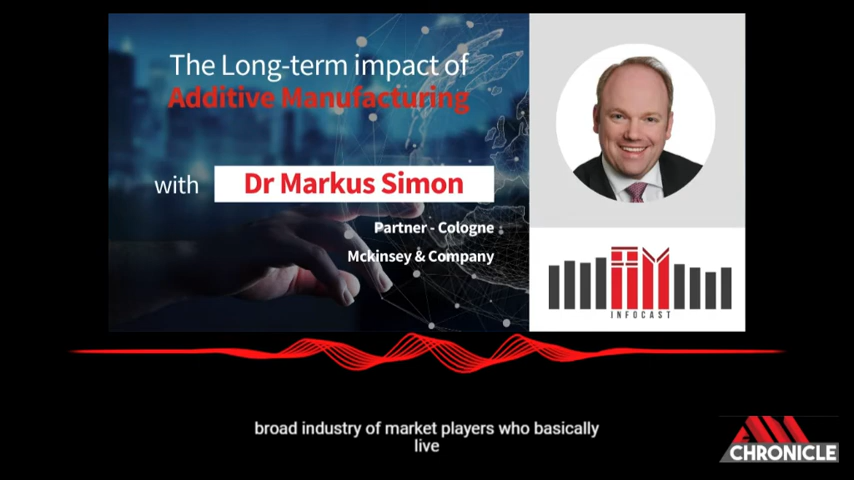 The Long-term impact of
Additive Manufacturing
with Dr Markus Simon
Partner - Cologne
Mckinsey & Company
INFOCAST
broad industry of market players who basically
live
AM
CHRONICLE